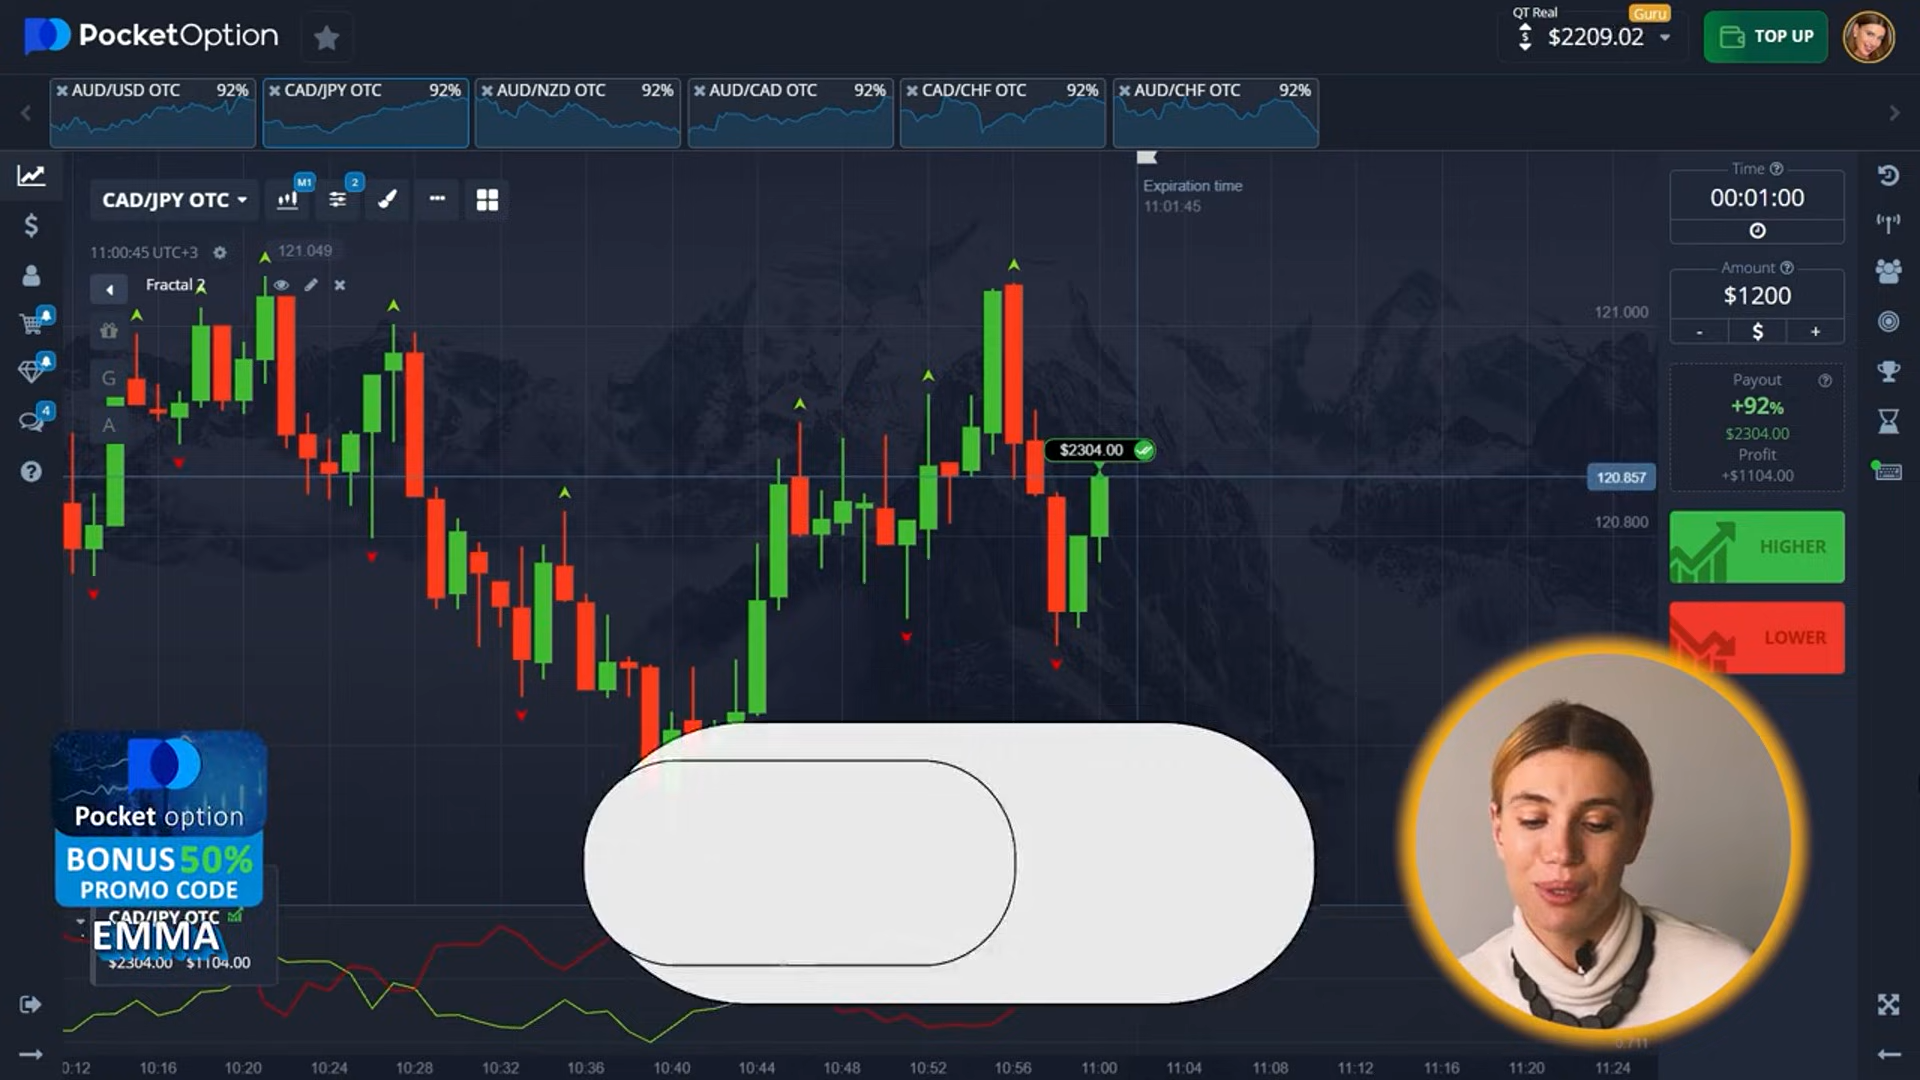 PocketOption
QT Real
Guru
$2209.02
TOP UP
AUD/USD OTC 92%
CAD/JPY OTC 92%
AUD/NZD OTC 92%
AUD/CAD OTC 92%
CAD/CHF OTC 92%
AUD/CHF OTC 92%
CAD/JPY OTC
M1
2
Expiration time
11:01:45
11:00:45 UTC+3
121.049
Fractal 2
G
A
4
$2304.00
121.000
120.857
120.800
Time
00:01:00
Amount
$1200
- $ +
Payout
+92%
$2304.00
Profit
+$1104.00
HIGHER
LOWER
Pocket option
BONUS 50%
PROMO CODE
CAD/JPY OTC
EMMA
$2304.00 $1104.00
0.711
0:12 10:16 10:20 10:24 10:28 10:32 10:36 10:40 10:44 10:48 10:52 10:56 11:00 11:04 11:08 11:12 11:16 11:20 11:24